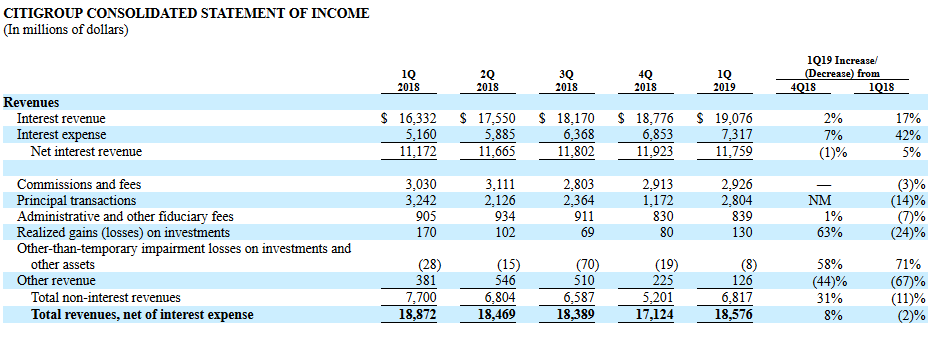 CITIGROUP CONSOLIDATED STATEMENT OF INCOME
(In millions of dollars)
1Q19 Increase/
1Q 2Q 3Q 4Q 1Q (Decrease) from
2018 2018 2018 2018 2019 4Q18 1Q18
Revenues
Interest revenue $ 16,332 $ 17,550 $ 18,170 $ 18,776 $ 19,076 2% 17%
Interest expense 5,160 5,885 6,368 6,853 7,317 7% 42%
Net interest revenue 11,172 11,665 11,802 11,923 11,759 (1)% 5%
Commissions and fees 3,030 3,111 2,803 2,913 2,926 — (3)%
Principal transactions 3,242 2,126 2,364 1,172 2,804 NM (14)%
Administrative and other fiduciary fees 905 934 911 830 839 1% (7)%
Realized gains (losses) on investments 170 102 69 80 130 63% (24)%
Other-than-temporary impairment losses on investments and
other assets (28) (15) (70) (19) (8) 58% 71%
Other revenue 381 546 510 225 126 (44)% (67)%
Total non-interest revenues 7,700 6,804 6,587 5,201 6,817 31% (11)%
Total revenues, net of interest expense 18,872 18,469 18,389 17,124 18,576 8% (2)%